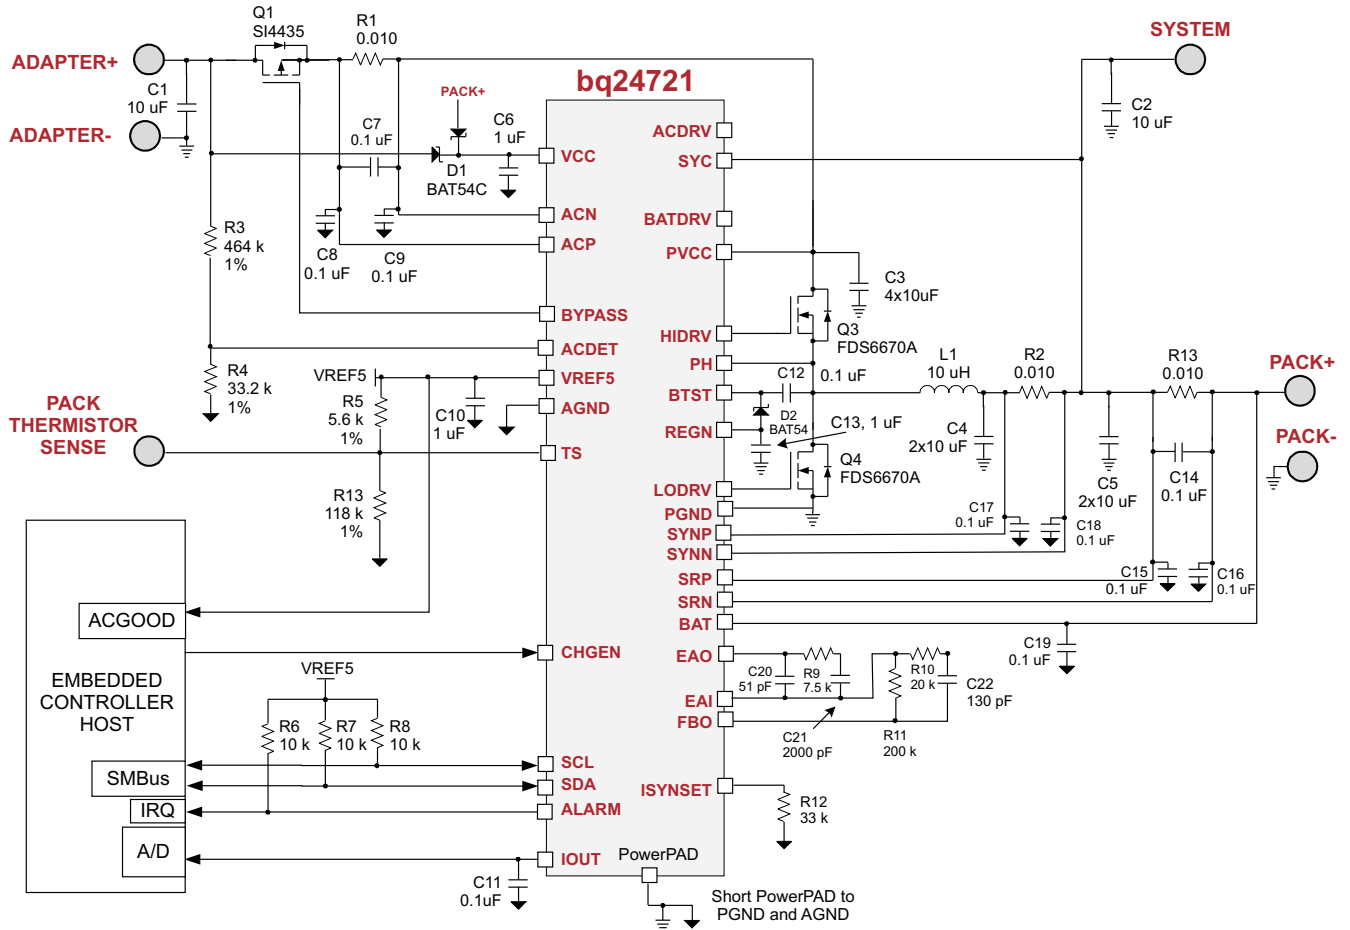 Q1
SI4435
R1
0.010
SYSTEM
ADAPTER+
C1
10 uF
ADAPTER-
bq24721
PACK+
C6
1 uF
C7
0.1 uF
D1
BAT54C
C2
10 uF
VCC
ACN
ACP
BYPASS
ACDET
VREF5
AGND
TS
CHGEN
SCL
SDA
ALARM
IOUT
ACDRV
SYC
BATDRV
PVCC
HIDRV
PH
BTST
REGN
LODRV
PGND
SYNP
SYNN
SRP
SRN
BAT
EAO
EAI
FBO
ISYNSET
PowerPAD
R3
464 k
1%
C8
0.1 uF
C9
0.1 uF
R4
33.2 k
1%
VREF5
R5
5.6 k
1%
C10
1 uF
PACK
THERMISTOR
SENSE
R13
118 k
1%
C3
4x10uF
Q3
FDS6670A
C12
0.1 uF
D2
BAT54
C13, 1 uF
Q4
FDS6670A
L1
10 uH
R2
0.010
R13
0.010
PACK+
PACK-
C4
2x10 uF
C5
2x10 uF
C14
0.1 uF
C17
0.1 uF
C18
0.1 uF
C15
0.1 uF
C16
0.1 uF
C19
0.1 uF
C20
51 pF
R9
7.5 k
R10
20 k
C22
130 pF
C21
2000 pF
R11
200 k
R12
33 k
ACGOOD
EMBEDDED
CONTROLLER
HOST
VREF5
R6
10 k
R7
10 k
R8
10 k
SMBus
IRQ
A/D
C11
0.1uF
Short PowerPAD to
PGND and AGND